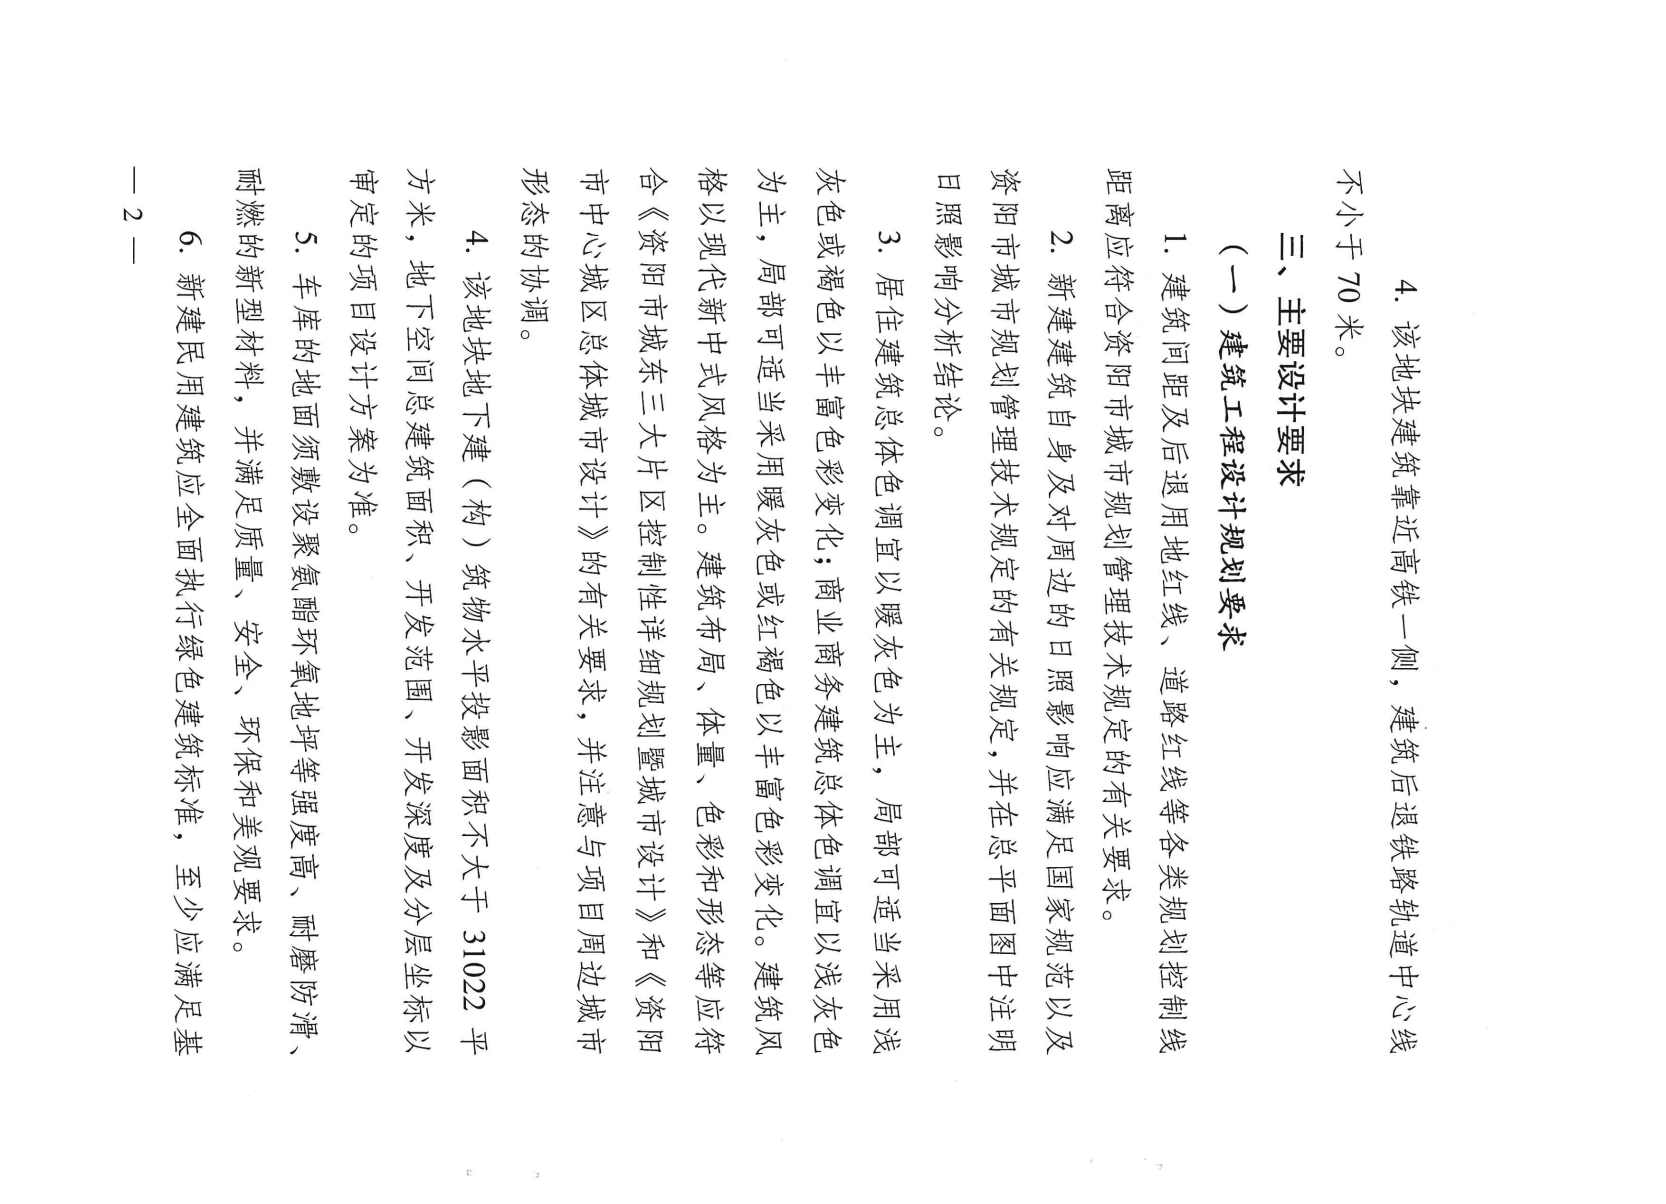 4. 该地块建筑靠近高铁一侧，建筑后退铁路轨道中心线
不小于 70 米。
三、主要设计要求
（一）建筑工程设计规划要求
1. 建筑间距及后退用地红线、道路红线等各类规划控制线
距离应符合资阳市城市规划管理技术规定的有关要求。
2. 新建建筑自身及对周边的日照影响应满足国家规范以及
资阳市城市规划管理技术规定的有关规定，并在总平面图中注明
日照影响分析结论。
3. 居住建筑总体色调宜以暖灰色为主，局部可适当采用浅
灰色或褐色以丰富色彩变化；商业商务建筑总体色调宜以浅灰色
为主，局部可适当采用暖灰色或红褐色以丰富色彩变化。建筑风
格以现代新中式风格为主。建筑布局、体量、色彩和形态等应符
合《资阳市城东三大片区控制性详细规划暨城市设计》和《资阳
市中心城区总体城市设计》的有关要求，并注意与项目周边城市
形态的协调。
4. 该地块地下建（构）筑物水平投影面积不大于 31022 平
方米，地下空间总建筑面积、开发范围、开发深度及分层坐标以
审定的项目设计方案为准。
5. 车库的地面须敷设聚氨酯环氧地坪等强度高、耐磨防滑、
耐燃的新型材料，并满足质量、安全、环保和美观要求。
6. 新建民用建筑应全面执行绿色建筑标准，至少应满足基
— 2 —